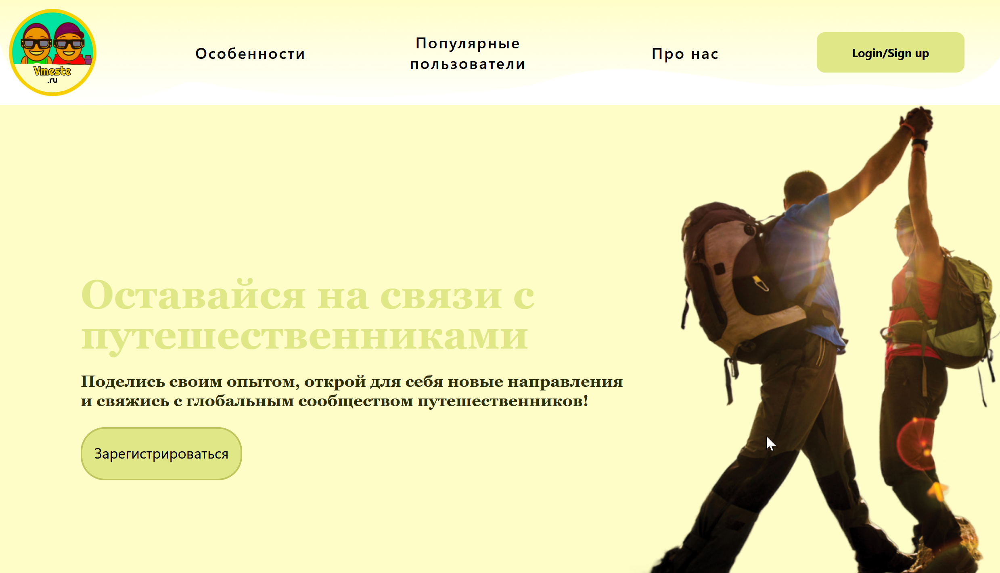 Vmeste
.ru
Особенности
Популярные
пользователи
Про нас
Login/Sign up
Оставайся на связи с
путешественниками
Поделись своим опытом, открой для себя новые направления
и свяжись с глобальным сообществом путешественников!
Зарегистрироваться